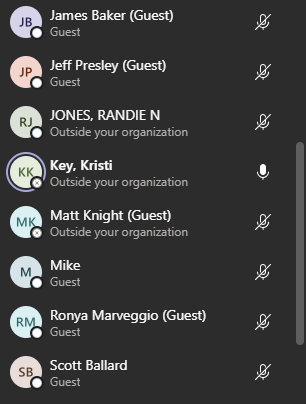 JB
James Baker (Guest)
Guest
JP
Jeff Presley (Guest)
Guest
RJ
JONES, RANDIE N
Outside your organization
KK
Key, Kristi
Outside your organization
MK
Matt Knight (Guest)
Outside your organization
M
Mike
Guest
RM
Ronya Marveggio (Guest)
Guest
SB
Scott Ballard
Guest